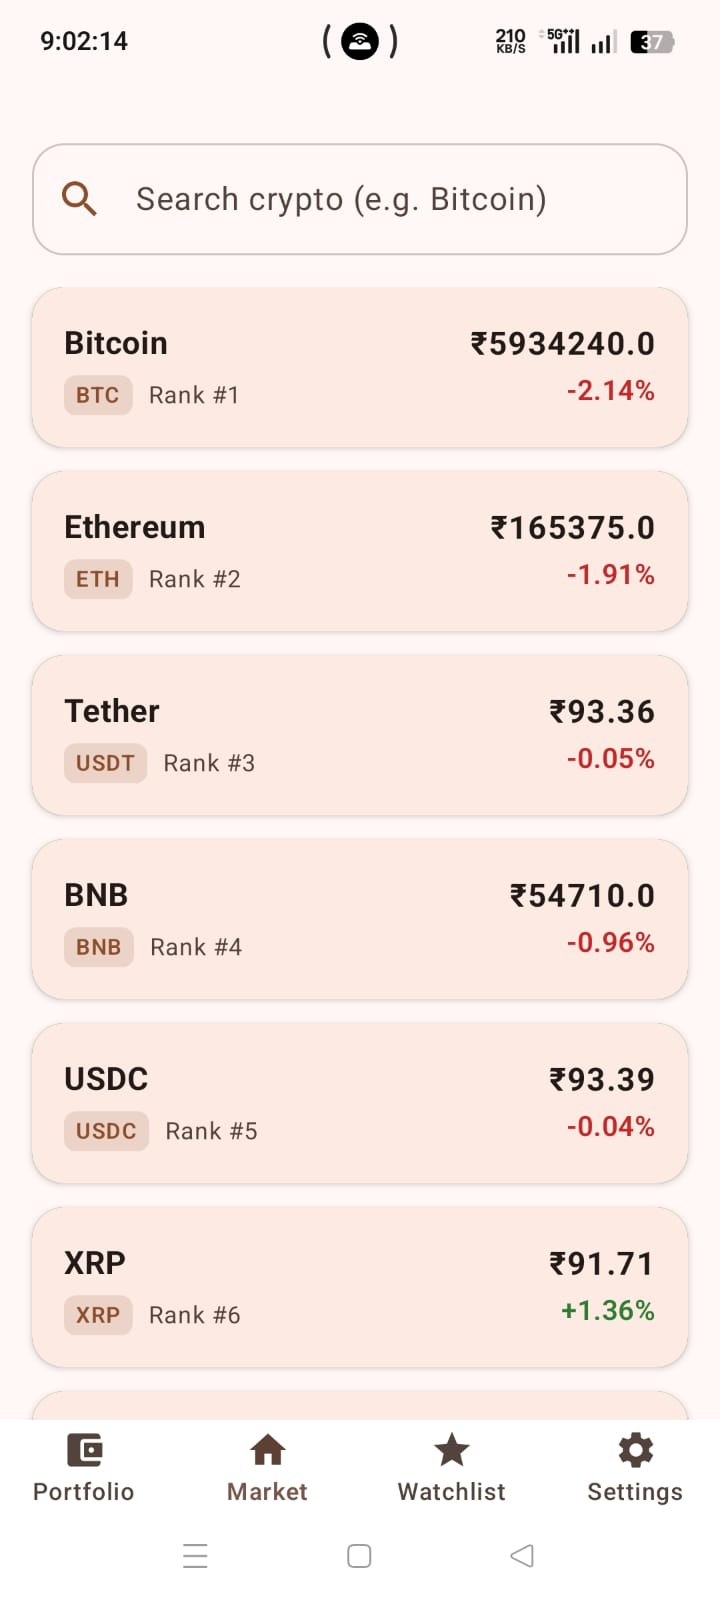 9:02:14
210 KB/S 5G++ 37
Search crypto (e.g. Bitcoin)
Bitcoin ₹5934240.0
BTC Rank #1 -2.14%
Ethereum ₹165375.0
ETH Rank #2 -1.91%
Tether ₹93.36
USDT Rank #3 -0.05%
BNB ₹54710.0
BNB Rank #4 -0.96%
USDC ₹93.39
USDC Rank #5 -0.04%
XRP ₹91.71
XRP Rank #6 +1.36%
Portfolio Market Watchlist Settings